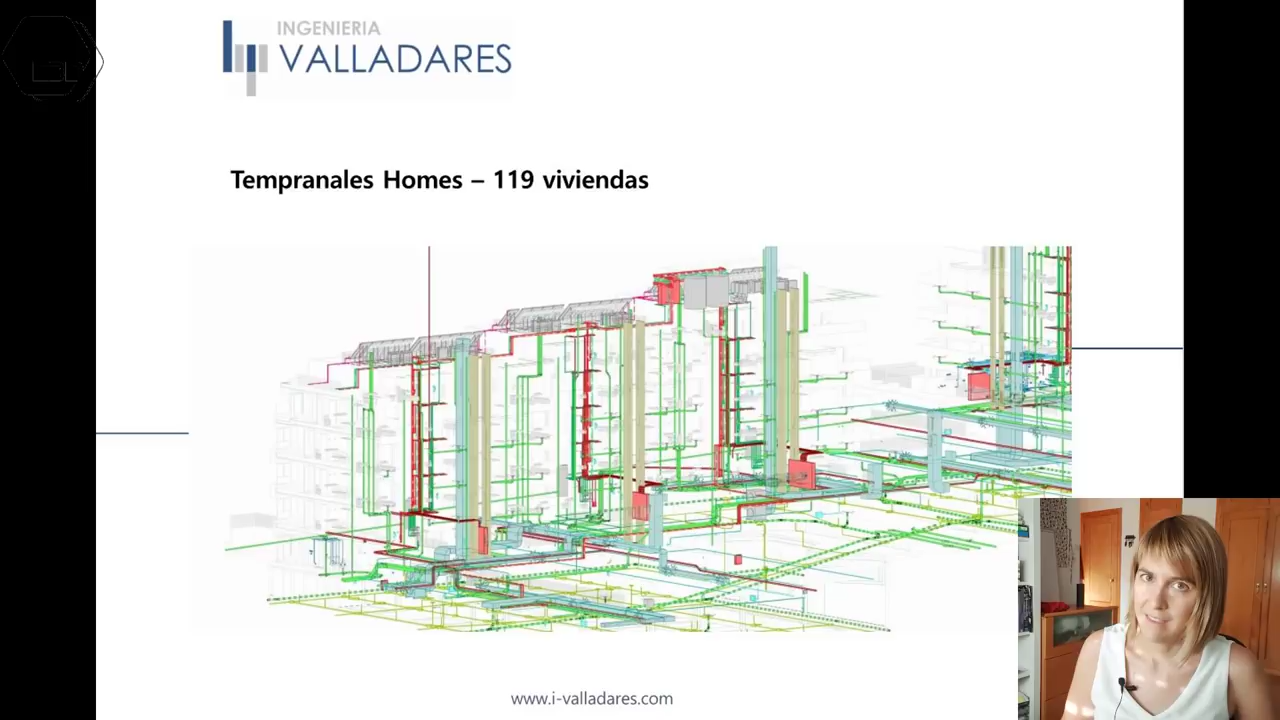 INGENIERIA
VALLADARES
Tempranales Homes – 119 viviendas
www.i-valladares.com